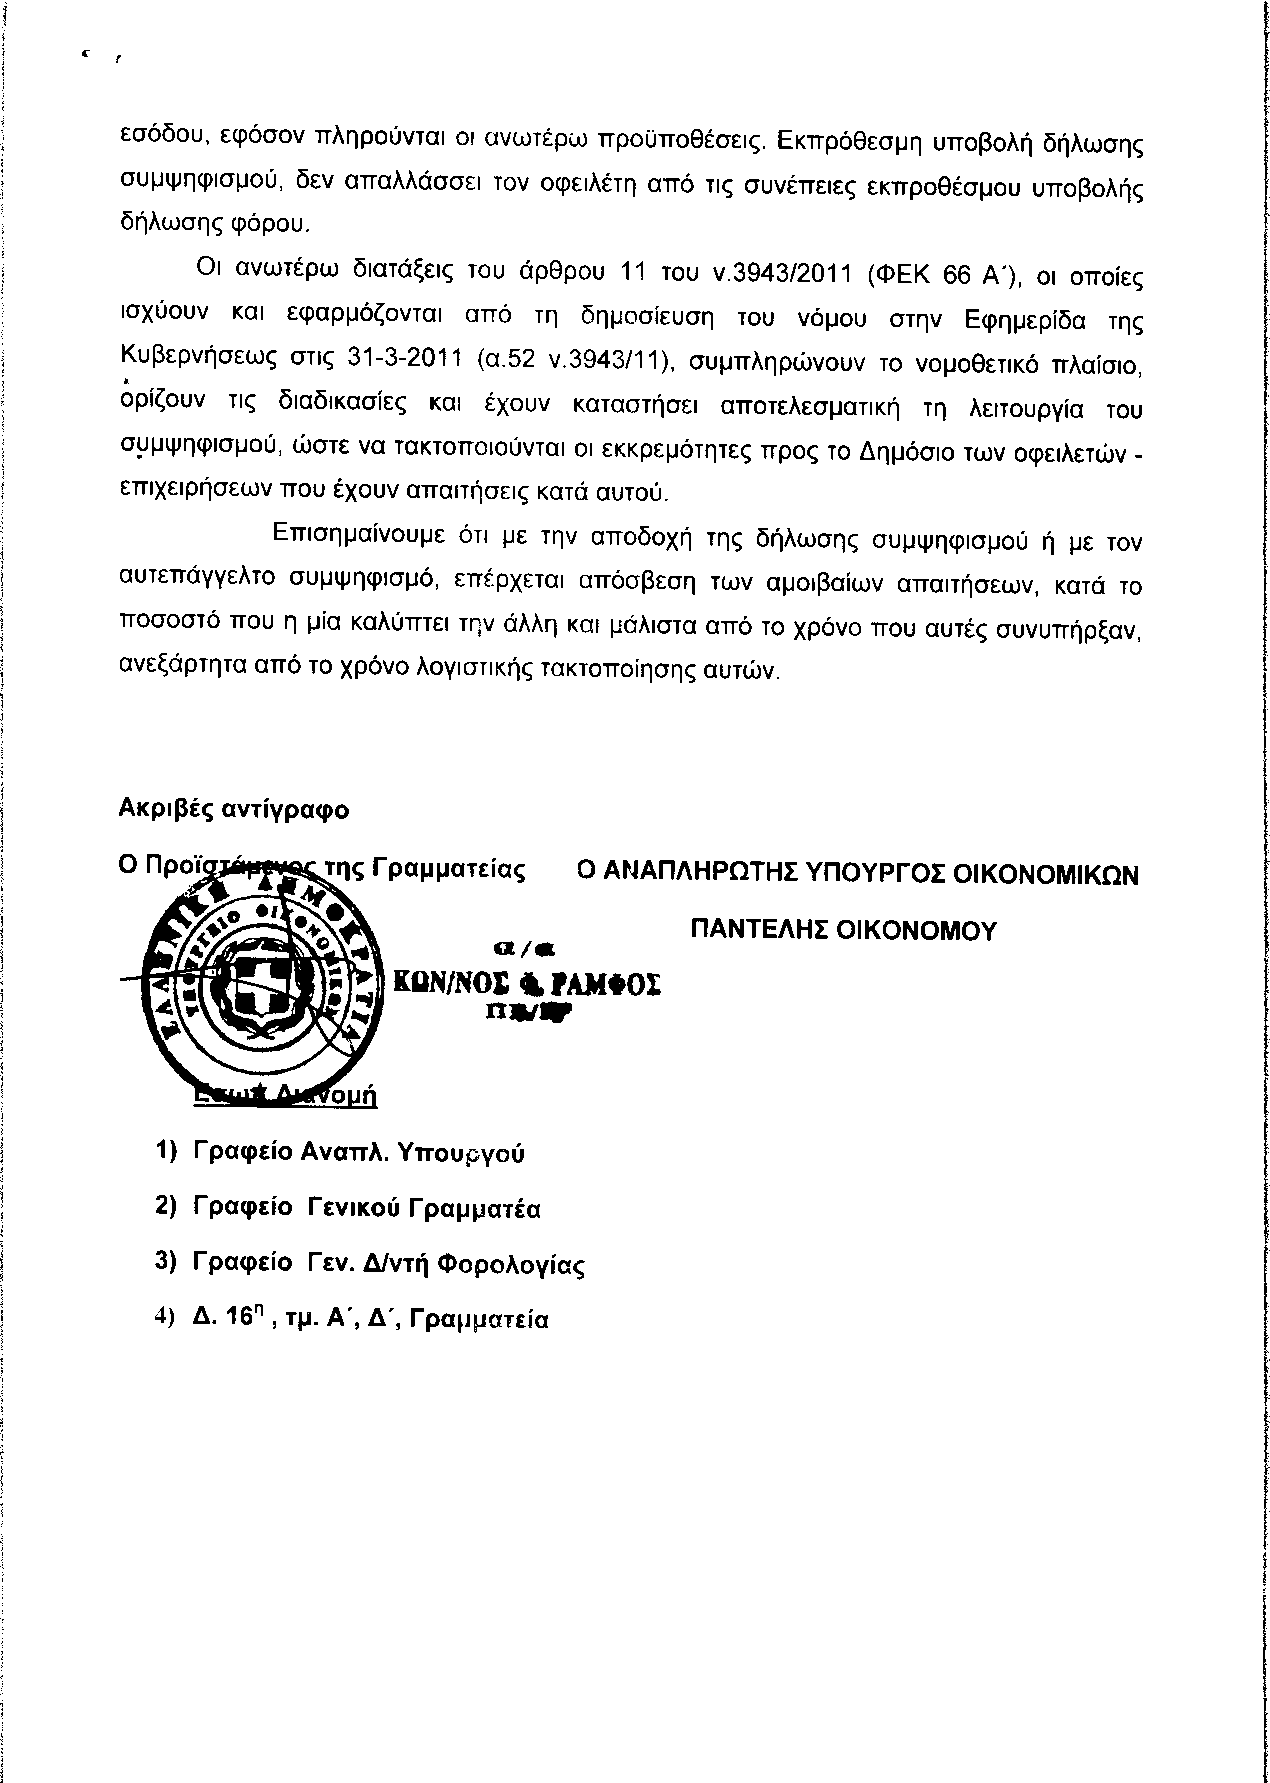 εσόδου, εφόσον πληρούνται οι ανωτέρω προϋποθέσεις. Εκπρόθεσμη υποβολή δήλωσης
συμψηφισμού, δεν απαλλάσσει τον οφειλέτη από τις συνέπειες εκπροθέσμου υποβολής
δήλωσης φόρου.
Οι ανωτέρω διατάξεις του άρθρου 11 του ν.3943/2011 (ΦΕΚ 66 Α΄), οι οποίες
ισχύουν και εφαρμόζονται από τη δημοσίευση του νόμου στην Εφημερίδα της
Κυβερνήσεως στις 31-3-2011 (α.52 ν.3943/11), συμπληρώνουν το νομοθετικό πλαίσιο,
ορίζουν τις διαδικασίες και έχουν καταστήσει αποτελεσματική τη λειτουργία του
συμψηφισμού, ώστε να τακτοποιούνται οι εκκρεμότητες προς το Δημόσιο των οφειλετών -
επιχειρήσεων που έχουν απαιτήσεις κατά αυτού.
Επισημαίνουμε ότι με την αποδοχή της δήλωσης συμψηφισμού ή με τον
αυτεπάγγελτο συμψηφισμό, επέρχεται απόσβεση των αμοιβαίων απαιτήσεων, κατά το
ποσοστό που η μία καλύπτει την άλλη και μάλιστα από το χρόνο που αυτές συνυπήρξαν,
ανεξάρτητα από το χρόνο λογιστικής τακτοποίησης αυτών.
Ακριβές αντίγραφο
Ο Προϊστάμενος της Γραμματείας Ο ΑΝΑΠΛΗΡΩΤΗΣ ΥΠΟΥΡΓΟΣ ΟΙΚΟΝΟΜΙΚΩΝ
ΠΑΝΤΕΛΗΣ ΟΙΚΟΝΟΜΟΥ
ΕΛΛΗΝΙΚΗ ΔΗΜΟΚΡΑΤΙΑ
ΥΠΟΥΡΓΕΙΟ ΟΙΚΟΝΟΜΙΚΩΝ
α/α
ΚΩΝ/ΝΟΣ ΡΑΜΦΟΣ
Εσωτ. Διανομή
1) Γραφείο Αναπλ. Υπουργού
2) Γραφείο Γενικού Γραμματέα
3) Γραφείο Γεν. Δ/ντή Φορολογίας
4) Δ. 16η , τμ. Α΄, Δ΄, Γραμματεία